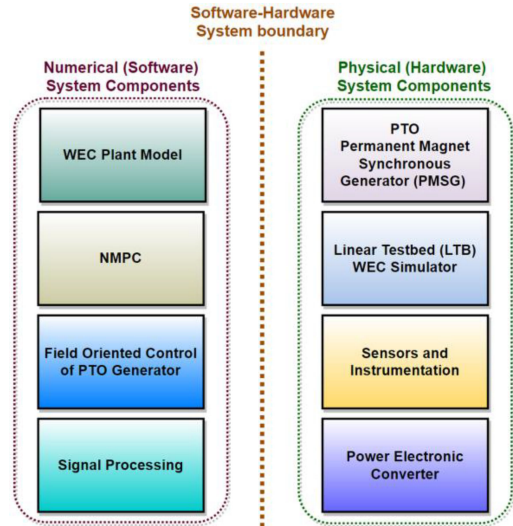 Software-Hardware
System boundary
Numerical (Software)
System Components
WEC Plant Model
NMPC
Field Oriented Control
of PTO Generator
Signal Processing
Physical (Hardware)
System Components
PTO
Permanent Magnet
Synchronous
Generator (PMSG)
Linear Testbed (LTB)
WEC Simulator
Sensors and
Instrumentation
Power Electronic
Converter